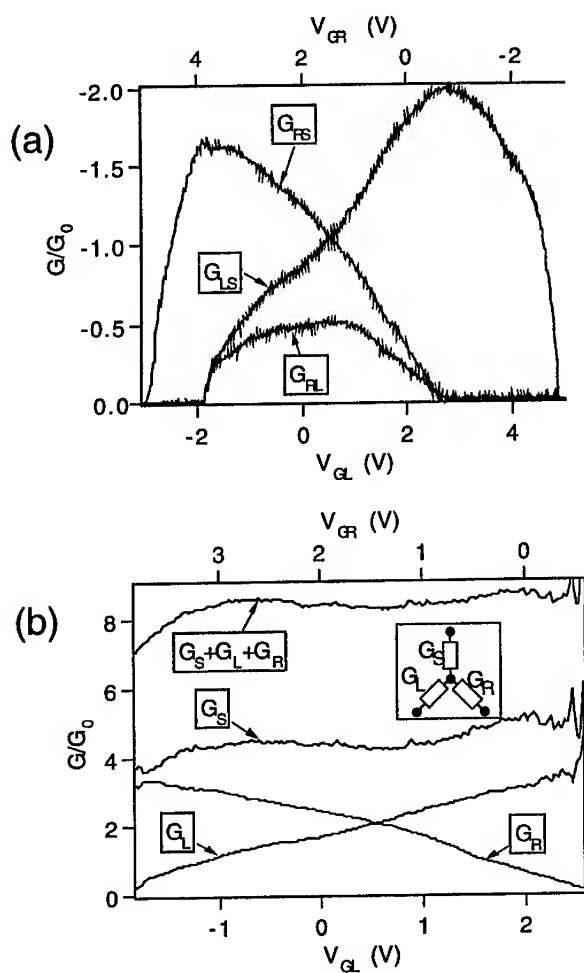 V_GR (V)
4 2 0 -2
(a)
-2.0
G_RS
-1.5
G/G_0
-1.0
G_LS
-0.5
G_RL
0.0
-2 0 2 4
V_GL (V)
V_GR (V)
3 2 1 0
(b)
8
G_S+G_L+G_R
G_S
G_L G_R
6
G_S
G/G_0
4
2
G_L G_R
0
-1 0 1 2
V_GL (V)